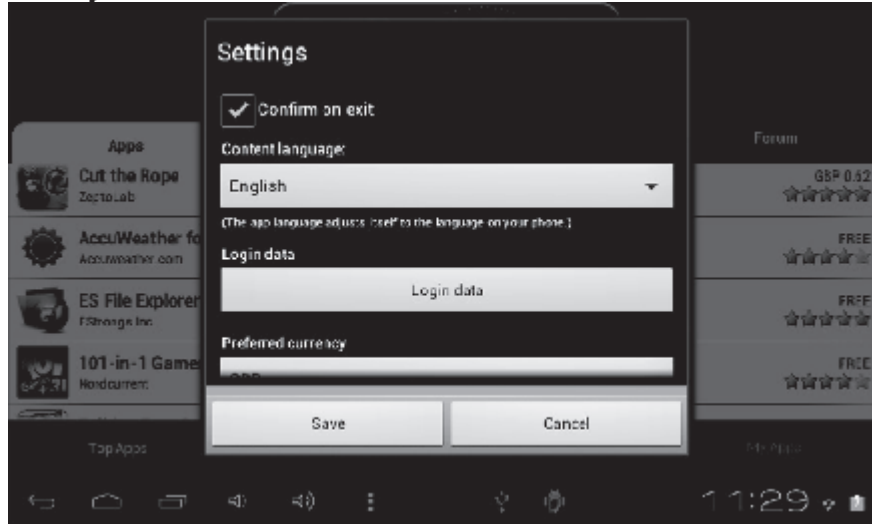 Settings
Confirm on exit
Content language:
English
(The app language adjusts itself to the language on your phone.)
Login data
Login data
Preferred currency
Save
Cancel
Apps
Forum
Cut the Rope
ZeptoLab
GBP 0.62
AccuWeather fo
Accuweather.com
FREE
ES File Explorer
EStrongs Inc.
FREE
101-in-1 Game
Nordcurrent
FREE
Top Apps
My Apps
11:29